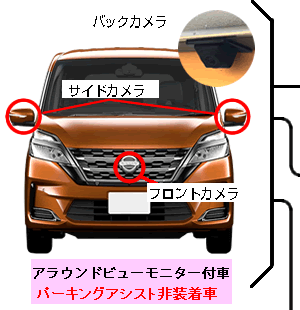 バックカメラ
サイドカメラ
フロントカメラ
アラウンドビューモニター付車
パーキングアシスト非装着車